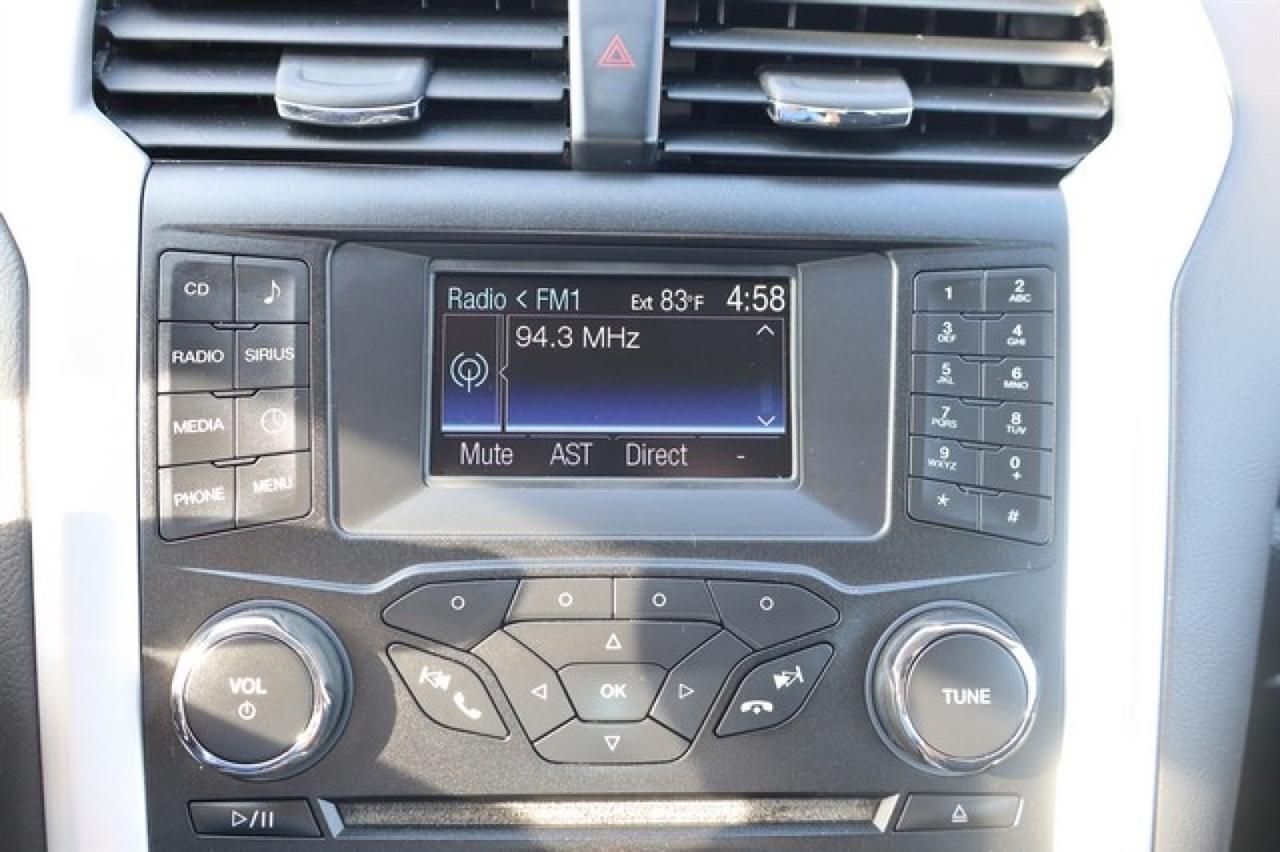 Radio < FM1 Ext 83°F 4:58
94.3 MHz
Mute AST Direct -
CD
RADIO SIRIUS
MEDIA
PHONE MENU
1 2 ABC
3 DEF 4 GHI
5 JKL 6 MNO
7 PQRS 8 TUV
9 WXYZ 0 +
* #
VOL
OK
TUNE